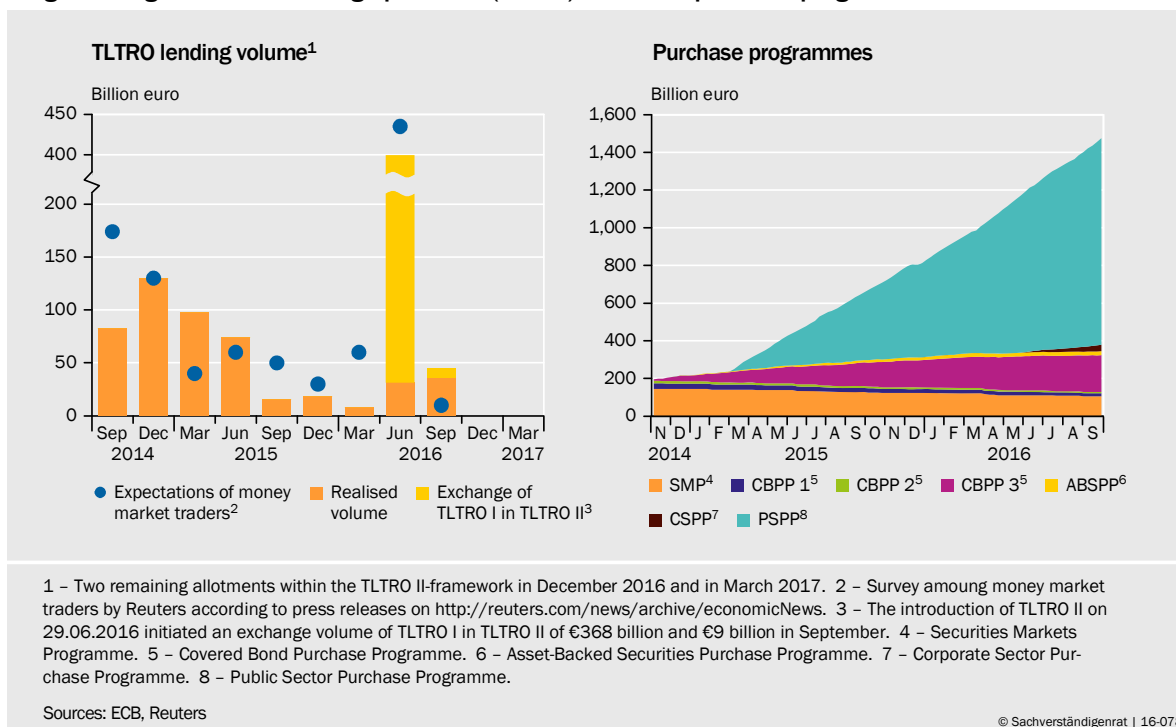 TLTRO lending volume1
Billion euro
450
400
200
150
100
50
0
Sep Dec Mar Jun Sep Dec Mar Jun Sep Dec Mar
2014 2015 2016 2017
Expectations of money market traders2
Realised volume
Exchange of TLTRO I in TLTRO II3
Purchase programmes
Billion euro
1,600
1,400
1,200
1,000
800
600
400
200
0
N D J F M A M J J A S O N D J F M A M J J A S
2014 2015 2016
SMP4 CBPP 15 CBPP 25 CBPP 35 ABSPP6
CSPP7 PSPP8
1 – Two remaining allotments within the TLTRO II-framework in December 2016 and in March 2017. 2 – Survey amoung money market
traders by Reuters according to press releases on http://reuters.com/news/archive/economicNews. 3 – The introduction of TLTRO II on
29.06.2016 initiated an exchange volume of TLTRO I in TLTRO II of €368 billion and €9 billion in September. 4 – Securities Markets
Programme. 5 – Covered Bond Purchase Programme. 6 – Asset-Backed Securities Purchase Programme. 7 – Corporate Sector Pur-
chase Programme. 8 – Public Sector Purchase Programme.
Sources: ECB, Reuters
© Sachverständigenrat | 16-07